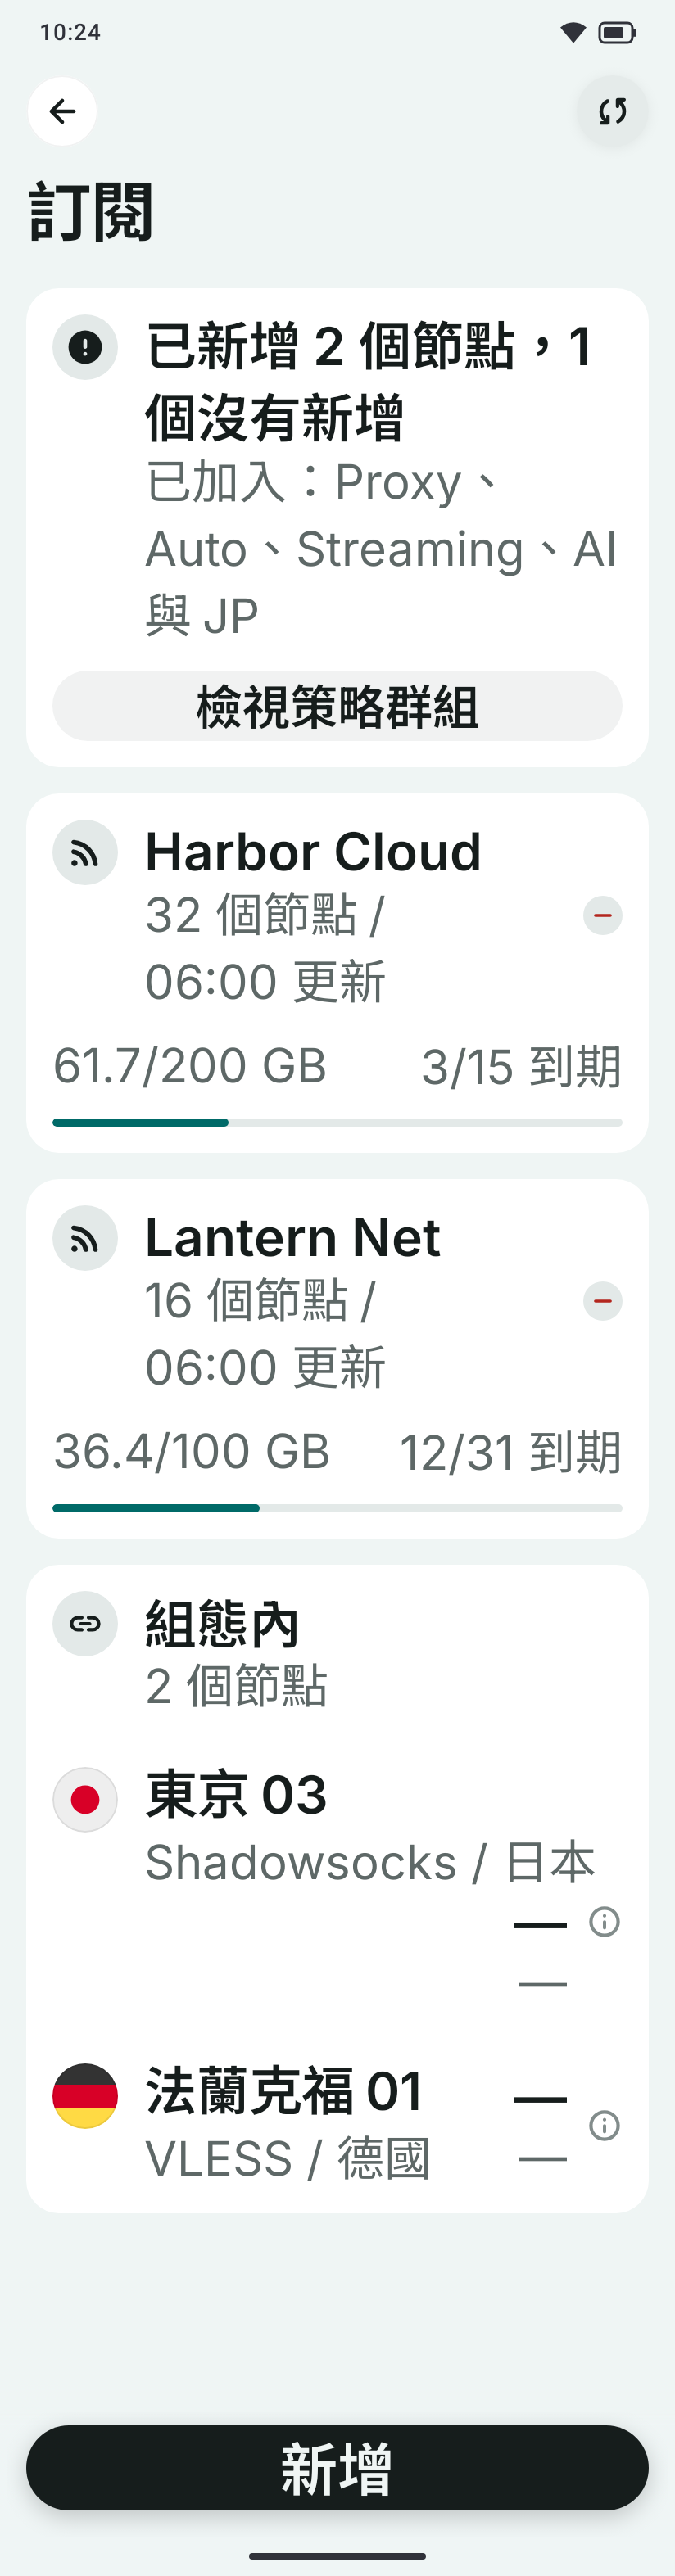 10:24
訂閱
已新增 2 個節點，1
個沒有新增
已加入：Proxy、
Auto、Streaming、AI
與 JP
檢視策略群組
Harbor Cloud
32 個節點 /
06:00 更新
61.7/200 GB
3/15 到期
Lantern Net
16 個節點 /
06:00 更新
36.4/100 GB
12/31 到期
組態內
2 個節點
東京 03
Shadowsocks / 日本
—
—
法蘭克福 01
—
VLESS / 德國
—
新增